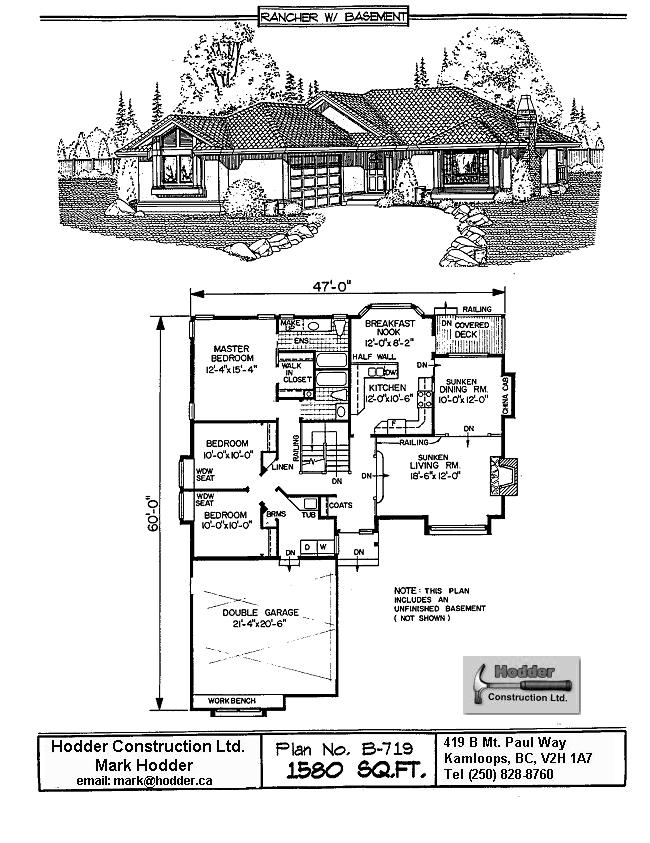 RANCHER W/ BASEMENT
47'-0"
60'-0"
MAKE UP
ENS.
MASTER
BEDROOM
12'-4"x15'-4"
WALK
IN
CLOSET
BREAKFAST
NOOK
12'-0"x8'-2"
HALF WALL
DW
KITCHEN
12'-0"x10'-6"
F
RAILING
DN
COVERED
DECK
DN
SUNKEN
DINING RM.
10'-0"x12'-0"
CHINA CAB
DN
RAILING
SUNKEN
LIVING RM.
18'-6"x12'-0"
BEDROOM
10'-0"x10'-0"
LINEN
RAILING
DN
DN
WDW
SEAT
WDW
SEAT
BRMS
TUB
COATS
BEDROOM
10'-0"x10'-0"
D W
DN
DN
DOUBLE GARAGE
21'-4"x20'-6"
WORKBENCH
NOTE: THIS PLAN
INCLUDES AN
UNFINISHED BASEMENT
( NOT SHOWN )
Hodder
Construction Ltd.
Hodder Construction Ltd.
Mark Hodder
email: mark@hodder.ca
Plan No. B-719
1580 SQ.FT.
419 B Mt. Paul Way
Kamloops, BC, V2H 1A7
Tel (250) 828-8760